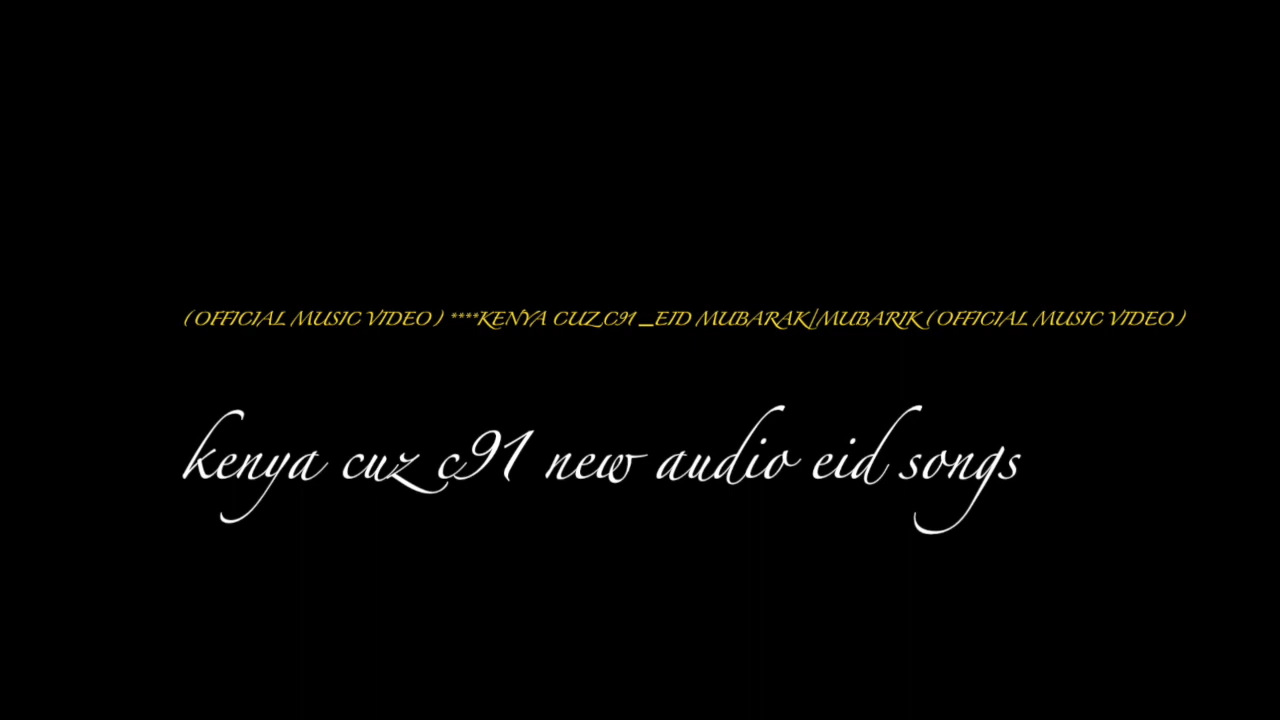 ( OFFICIAL MUSIC VIDEO ) ****KENYA CUZ C91 _EID MUBARAK|MUBARIK ( OFFICIAL MUSIC VIDEO )
kenya cuz c91 new audio eid songs